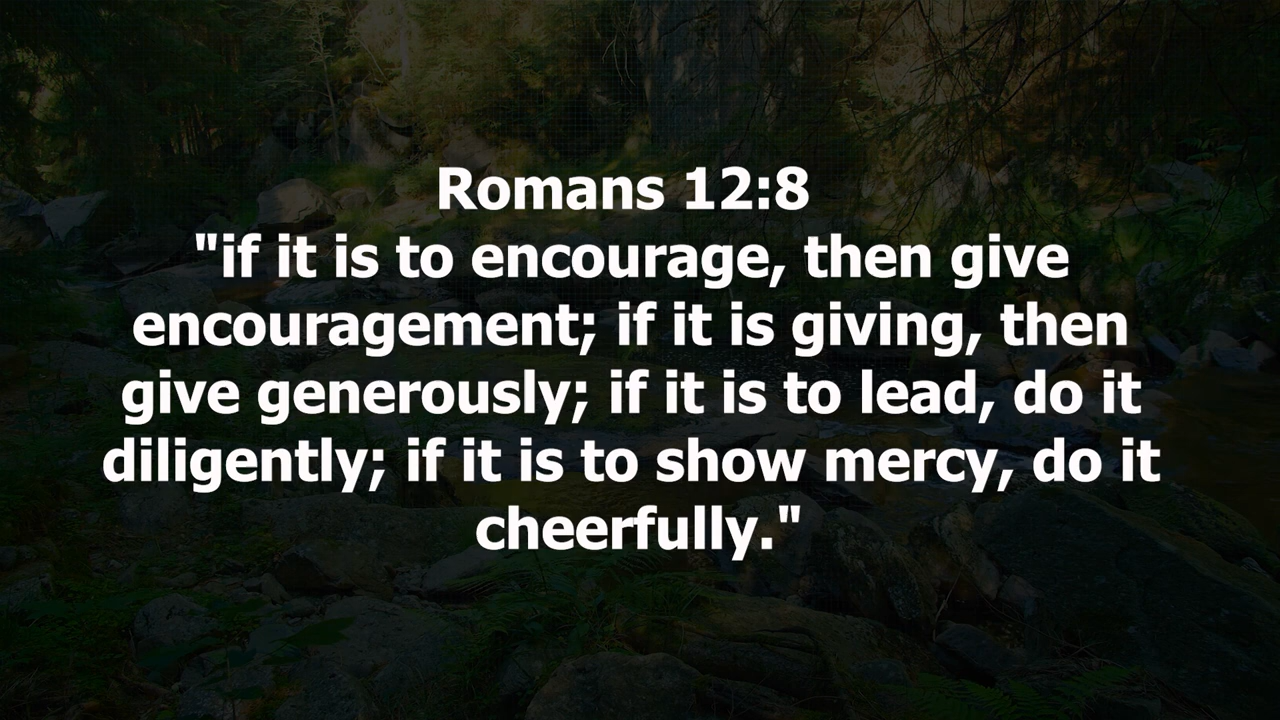 Romans 12:8
"if it is to encourage, then give
encouragement; if it is giving, then
give generously; if it is to lead, do it
diligently; if it is to show mercy, do it
cheerfully."